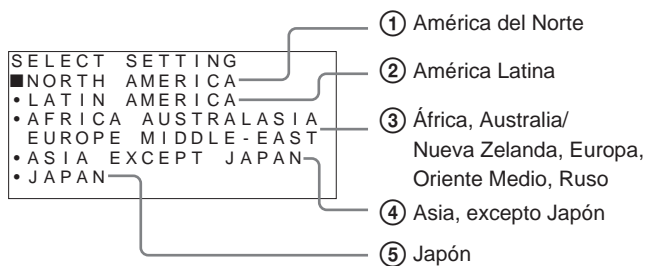 SELECT SETTING
■NORTH AMERICA
•LATIN AMERICA
•AFRICA AUSTRALASIA
EUROPE MIDDLE-EAST
•ASIA EXCEPT JAPAN
•JAPAN
① América del Norte
② América Latina
③ África, Australia/
Nueva Zelanda, Europa,
Oriente Medio, Ruso
④ Asia, excepto Japón
⑤ Japón